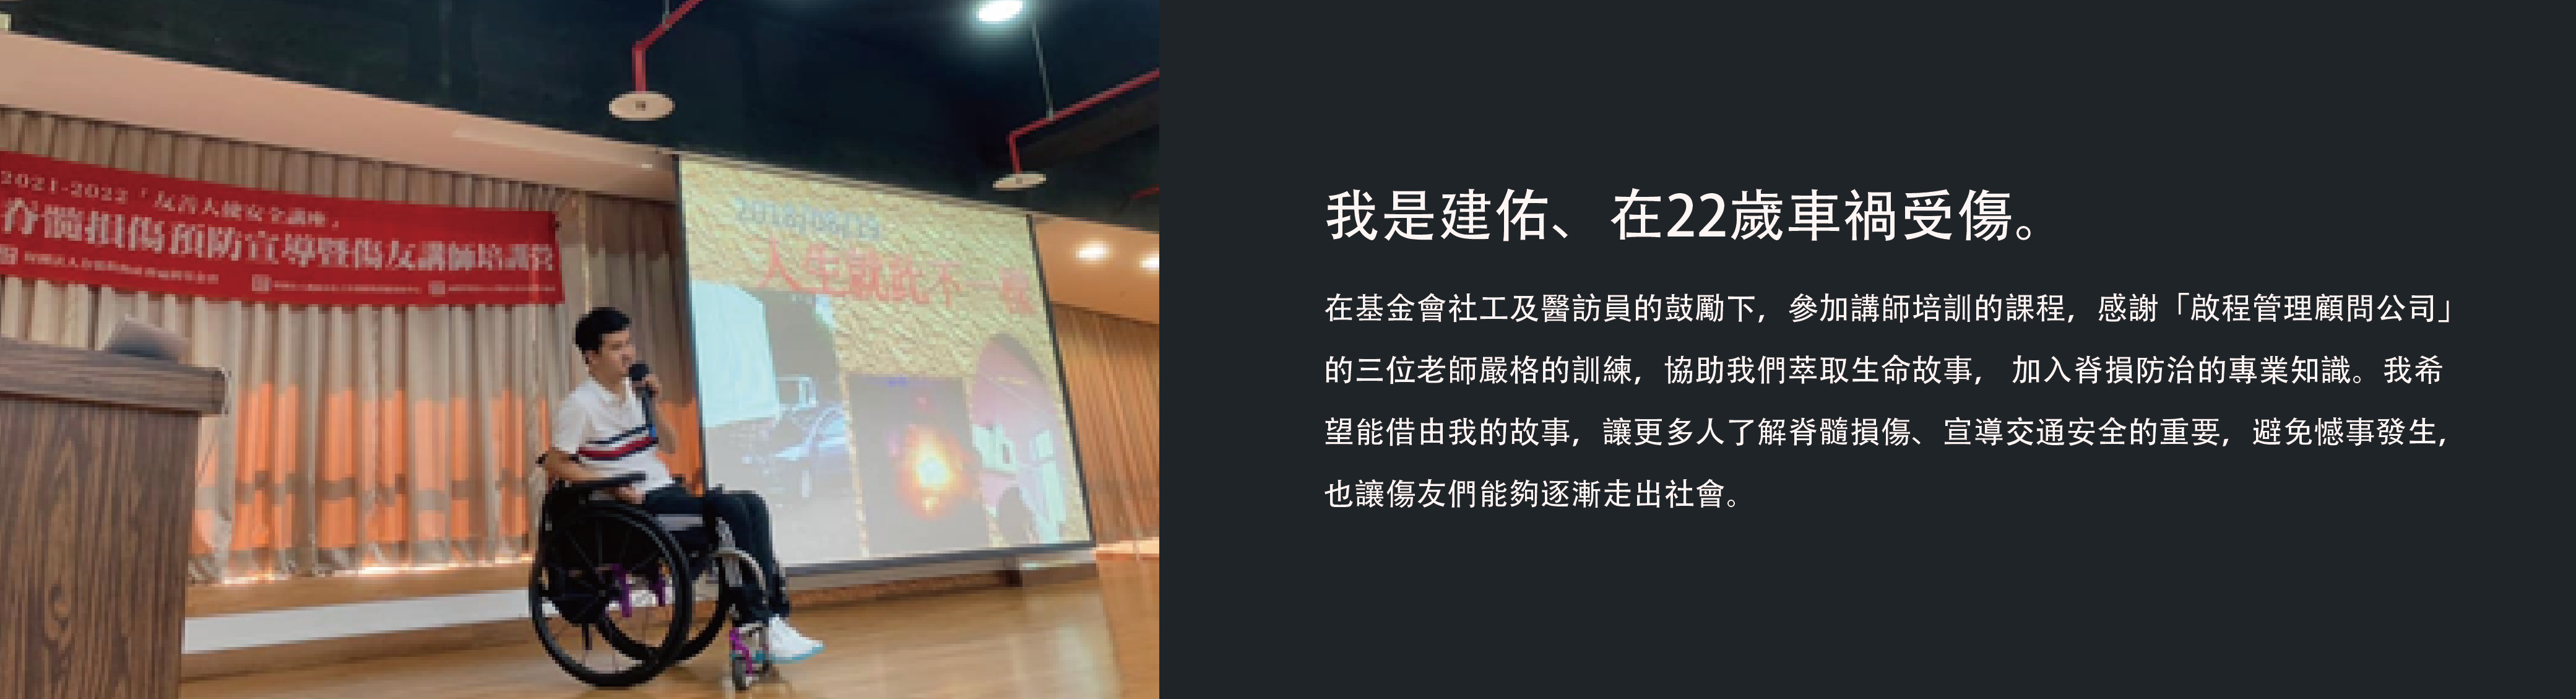 2021-2022「友善人使安全講座」
脊髓損傷預防宣導暨傷友講師培訓營
2018/08/19
人生就此不一樣
我是建佑、在22歲車禍受傷。
在基金會社工及醫訪員的鼓勵下，參加講師培訓的課程，感謝「啟程管理顧問公司」
的三位老師嚴格的訓練，協助我們萃取生命故事， 加入脊損防治的專業知識。我希
望能借由我的故事，讓更多人了解脊髓損傷、宣導交通安全的重要，避免憾事發生，
也讓傷友們能夠逐漸走出社會。